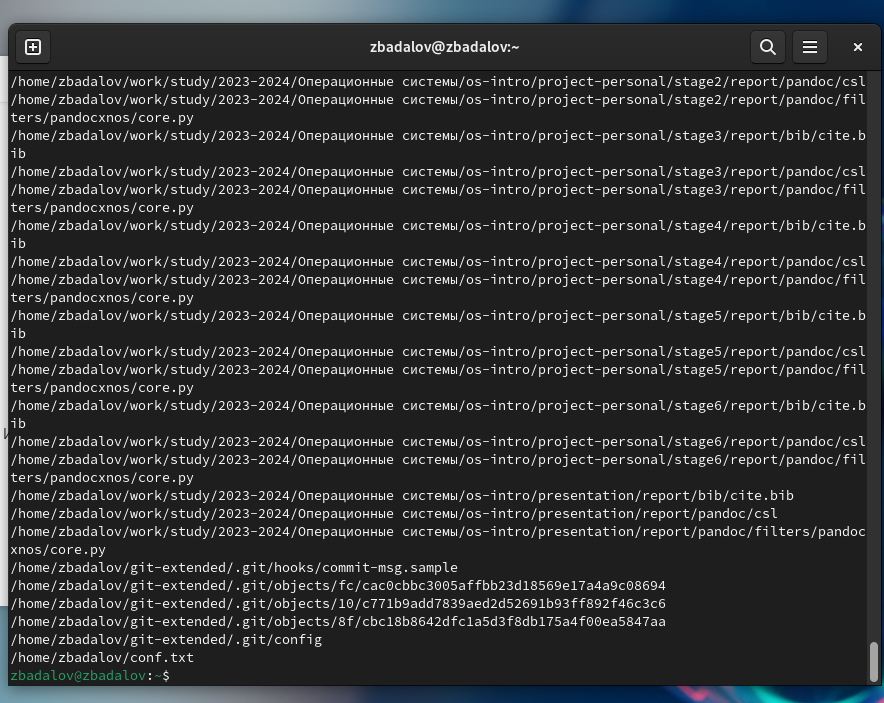 zbadalov@zbadalov:~
/home/zbadalov/work/study/2023-2024/Операционные системы/os-intro/project-personal/stage2/report/pandoc/csl
/home/zbadalov/work/study/2023-2024/Операционные системы/os-intro/project-personal/stage2/report/pandoc/fil
ters/pandocxnos/core.py
/home/zbadalov/work/study/2023-2024/Операционные системы/os-intro/project-personal/stage3/report/bib/cite.b
ib
/home/zbadalov/work/study/2023-2024/Операционные системы/os-intro/project-personal/stage3/report/pandoc/csl
/home/zbadalov/work/study/2023-2024/Операционные системы/os-intro/project-personal/stage3/report/pandoc/fil
ters/pandocxnos/core.py
/home/zbadalov/work/study/2023-2024/Операционные системы/os-intro/project-personal/stage4/report/bib/cite.b
ib
/home/zbadalov/work/study/2023-2024/Операционные системы/os-intro/project-personal/stage4/report/pandoc/csl
/home/zbadalov/work/study/2023-2024/Операционные системы/os-intro/project-personal/stage4/report/pandoc/fil
ters/pandocxnos/core.py
/home/zbadalov/work/study/2023-2024/Операционные системы/os-intro/project-personal/stage5/report/bib/cite.b
ib
/home/zbadalov/work/study/2023-2024/Операционные системы/os-intro/project-personal/stage5/report/pandoc/csl
/home/zbadalov/work/study/2023-2024/Операционные системы/os-intro/project-personal/stage5/report/pandoc/fil
ters/pandocxnos/core.py
/home/zbadalov/work/study/2023-2024/Операционные системы/os-intro/project-personal/stage6/report/bib/cite.b
ib
/home/zbadalov/work/study/2023-2024/Операционные системы/os-intro/project-personal/stage6/report/pandoc/csl
/home/zbadalov/work/study/2023-2024/Операционные системы/os-intro/project-personal/stage6/report/pandoc/fil
ters/pandocxnos/core.py
/home/zbadalov/work/study/2023-2024/Операционные системы/os-intro/presentation/report/bib/cite.bib
/home/zbadalov/work/study/2023-2024/Операционные системы/os-intro/presentation/report/pandoc/csl
/home/zbadalov/work/study/2023-2024/Операционные системы/os-intro/presentation/report/pandoc/filters/pandoc
xnos/core.py
/home/zbadalov/git-extended/.git/hooks/commit-msg.sample
/home/zbadalov/git-extended/.git/objects/fc/cac0cbbc3005affbb23d18569e17a4a9c08694
/home/zbadalov/git-extended/.git/objects/10/c771b9add7839aed2d52691b93ff892f46c3c6
/home/zbadalov/git-extended/.git/objects/8f/cbc18b8642dfc1a5d3f8db175a4f00ea5847aa
/home/zbadalov/git-extended/.git/config
/home/zbadalov/conf.txt
zbadalov@zbadalov:~$